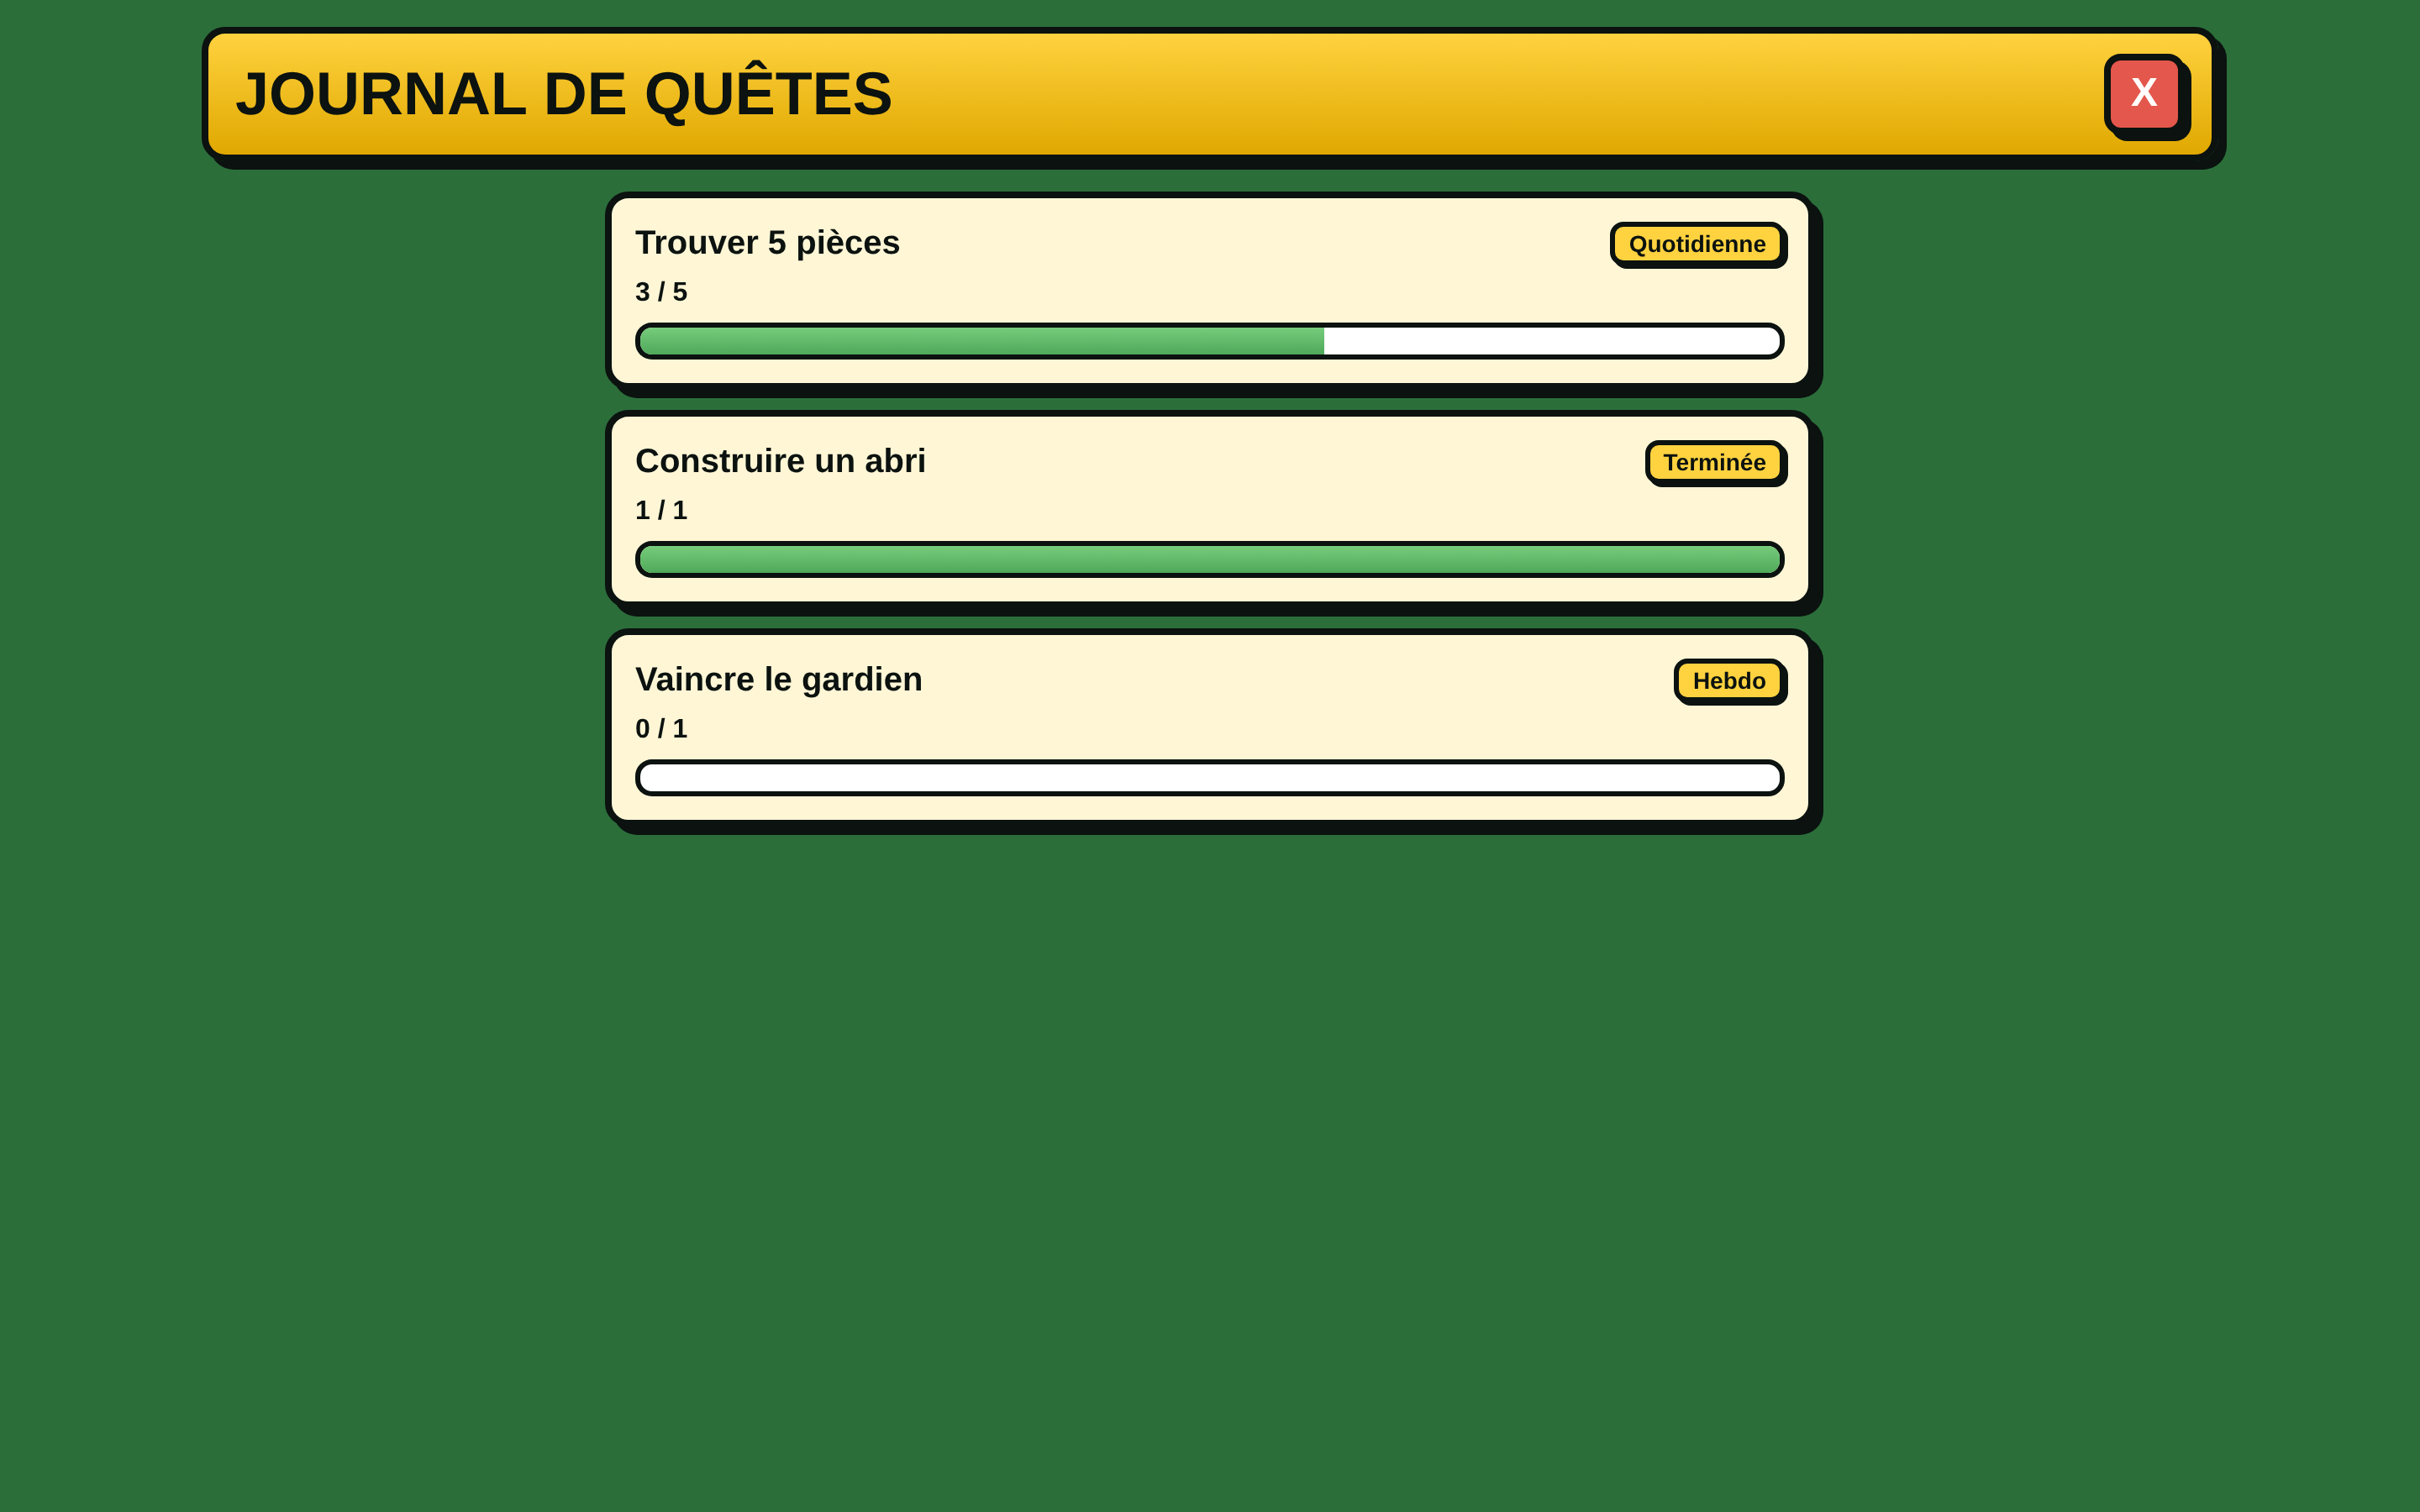 JOURNAL DE QUÊTES
X
Trouver 5 pièces
Quotidienne
3 / 5
Construire un abri
Terminée
1 / 1
Vaincre le gardien
Hebdo
0 / 1